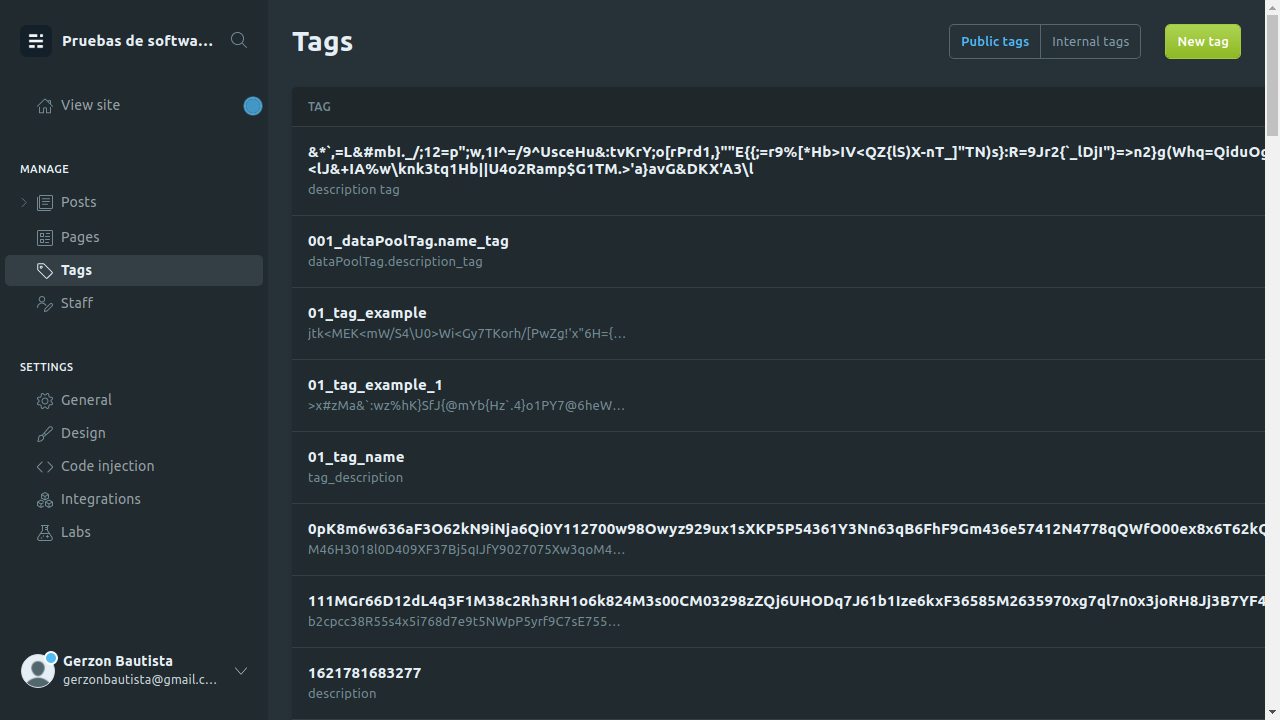 Pruebas de softwa...
View site
MANAGE
Posts
Pages
Tags
Staff
SETTINGS
General
Design
Code injection
Integrations
Labs
Gerzon Bautista
gerzonbautista@gmail.c...
Tags
Public tags
Internal tags
New tag
TAG
&*`,=L&#mbI._/;12=p";w,1I^=/9^UsceHu&:tvKrY;o[rPrd1,}""E{{;=r9%[*Hb>IV<QZ{lS)X-nT_]"TN)s}:R=9Jr2{`_lDjI"}=>n2}g(Whq=QiduOg
<lJ&+IA%w\knk3tq1Hb||U4o2Ramp$G1TM.>'a}avG&DKX'A3\l
description tag
001_dataPoolTag.name_tag
dataPoolTag.description_tag
01_tag_example
jtk<MEK<mW/S4\U0>Wi<Gy7TKorh/[PwZg!'x"6H={...
01_tag_example_1
>x#zMa&`:wz%hK}SfJ{@mYb{Hz`.4}o1PY7@6heW...
01_tag_name
tag_description
0pK8m6w636aF3O62kN9iNja6Qi0Y112700w98Owyz929ux1sXKP5P54361Y3Nn63qB6FhF9Gm436e57412N4778qQWfO00ex8x6T62kQ
M46H3018l0D409XF37Bj5qIJfY9027075Xw3qoM4...
111MGr66D12dL4q3F1M38c2Rh3RH1o6k824M3s00CM03298zZQj6UHODq7J61b1Ize6kxF36585M2635970xg7ql7n0x3joRH8Jj3B7YF4
b2cpcc38R55s4x5i768d7e9t5NWpP5yrf9C7sE755...
1621781683277
description